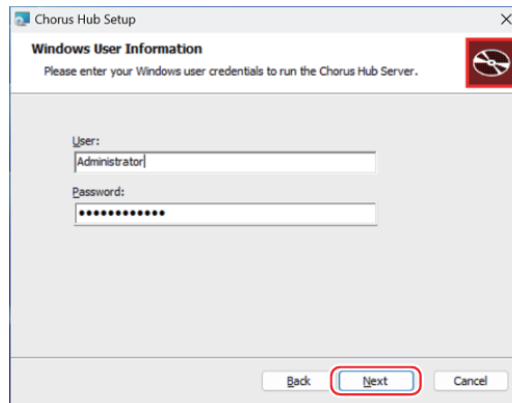 Chorus Hub Setup
Windows User Information
Please enter your Windows user credentials to run the Chorus Hub Server.
User:
Administrator
Password:
••••••••••••
Back
Next
Cancel